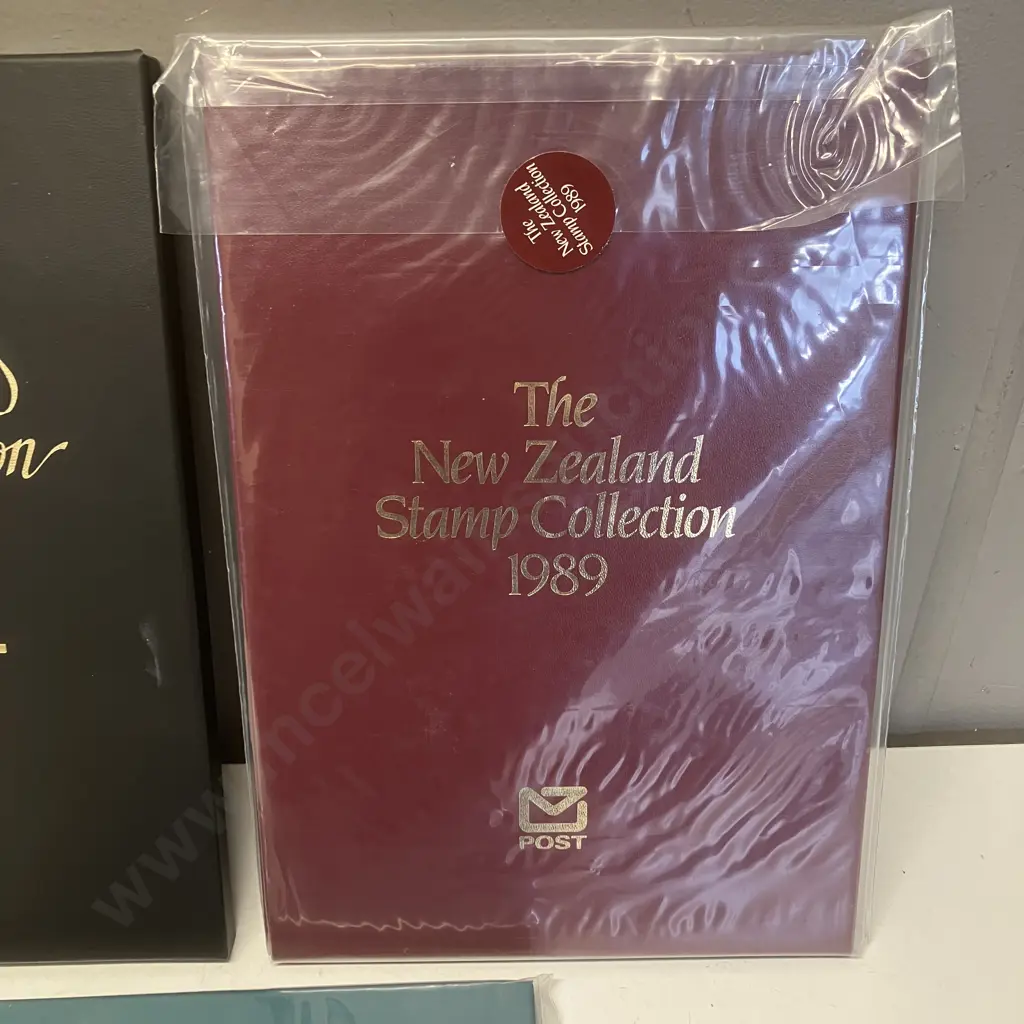 The
New Zealand
Stamp Collection
1989
The
New Zealand
Stamp Collection
1989
POST
on